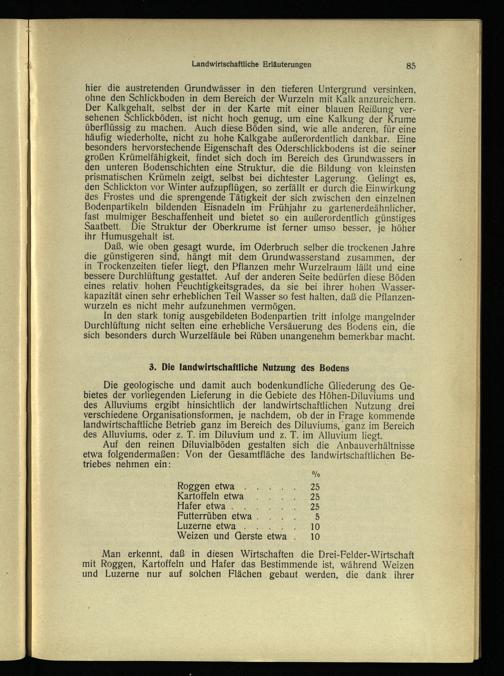 Landwirtschaftliche Erläuterungen 85
hier die austretenden Grundwässer in den tieferen Untergrund versinken,
ohne den Schlickboden in dem Bereich der Wurzeln mit Kalk anzureichern.
Der Kalkgehalt, selbst der in der Karte mit einer blauen Reißung ver-
sehenen Schlickböden, ist nicht hoch genug, um eine Kalkung der Krume
überflüssig zu machen. Auch diese Böden sind, wie alle anderen, für eine
häufig wiederholte, nicht zu hohe Kalkgabe außerordentlich dankbar. Eine
besonders hervorstechende Eigenschaft des Oderschlickbodens ist die seiner
großen Krümelfähigkeit, findet sich doch im Bereich des Grundwassers in
den unteren Bodenschichten eine Struktur, die die Bildung von kleinsten
prismatischen Krümeln zeigt, selbst bei dichtester Lagerung. Gelingt es,
den Schlickton vor Winter aufzupflügen, so zerfällt er durch die Einwirkung
des Frostes und die sprengende Tätigkeit der sich zwischen den einzelnen
Bodenpartikeln bildenden Eisnadeln im Frühjahr zu gartenerdeähnlicher,
fast mulmiger Beschaffenheit und bietet so ein außerordentlich günstiges
Saatbett. Die Struktur der Oberkrume ist ferner umso besser, je höher
ihr Humusgehalt ist.
Daß, wie oben gesagt wurde, im Oderbruch selber die trockenen Jahre
die günstigeren sind, hängt mit dem Grundwasserstand zusammen, der
in Trockenzeiten tiefer liegt, den Pflanzen mehr Wurzelraum läßt und eine
bessere Durchlüftung gestattet. Auf der anderen Seite bedürfen diese Böden
eines relativ hohen Feuchtigkeitsgrades, da sie bei ihrer hohen Wasser-
kapazität einen sehr erheblichen Teil Wasser so fest halten, daß die Pflanzen-
wurzeln es nicht mehr aufzunehmen vermögen.
In den stark tonig ausgebildeten Bodenpartien tritt infolge mangelnder
Durchlüftung nicht selten eine erhebliche Versäuerung des Bodens ein, die
sich besonders durch Wurzelfäule bei Rüben unangenehm bemerkbar macht.
3. Die landwirtschaftliche Nutzung des Bodens
Die geologische und damit auch bodenkundliche Gliederung des Ge-
bietes der vorliegenden Lieferung in die Gebiete des Höhen-Diluviums und
des Alluviums ergibt hinsichtlich der landwirtschaftlichen Nutzung drei
verschiedene Organisationsformen, je nachdem, ob der in Frage kommende
landwirtschaftliche Betrieb ganz im Bereich des Diluviums, ganz im Bereich
des Alluviums, oder z. T. im Diluvium und z. T. im Alluvium liegt.
Auf den reinen Diluvialböden gestalten sich die Anbauverhältnisse
etwa folgendermaßen: Von der Gesamtfläche des landwirtschaftlichen Be-
triebes nehmen ein:
%
Roggen etwa . . . . . 25
Kartoffeln etwa . . . . 25
Hafer etwa . . . . . 25
Futterrüben etwa . . . . 5
Luzerne etwa . . . . . 10
Weizen und Gerste etwa . 10
Man erkennt, daß in diesen Wirtschaften die Drei-Felder-Wirtschaft
mit Roggen, Kartoffeln und Hafer das Bestimmende ist, während Weizen
und Luzerne nur auf solchen Flächen gebaut werden, die dank ihrer